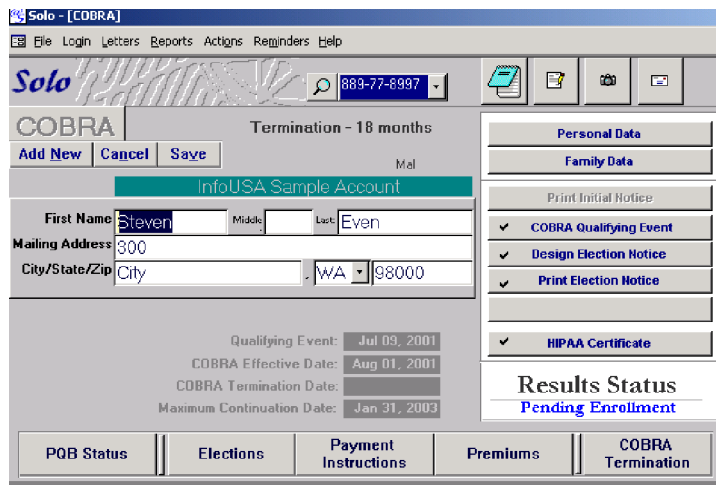 Solo - [COBRA]
File Login Letters Reports Actions Reminders Help
Solo 889-77-8997
COBRA Termination - 18 months
Add New Cancel Save Mal
InfoUSA Sample Account
First Name Steven Middle Last: Even
Mailing Address 300
City/State/Zip City , WA 98000
Qualifying Event: Jul 09, 2001
COBRA Effective Date: Aug 01, 2001
COBRA Termination Date:
Maximum Continuation Date: Jan 31, 2003
Personal Data
Family Data
Print Initial Notice
COBRA Qualifying Event
Design Election Notice
Print Election Notice
HIPAA Certificate
Results Status
Pending Enrollment
PQB Status Elections Payment Instructions Premiums COBRA Termination